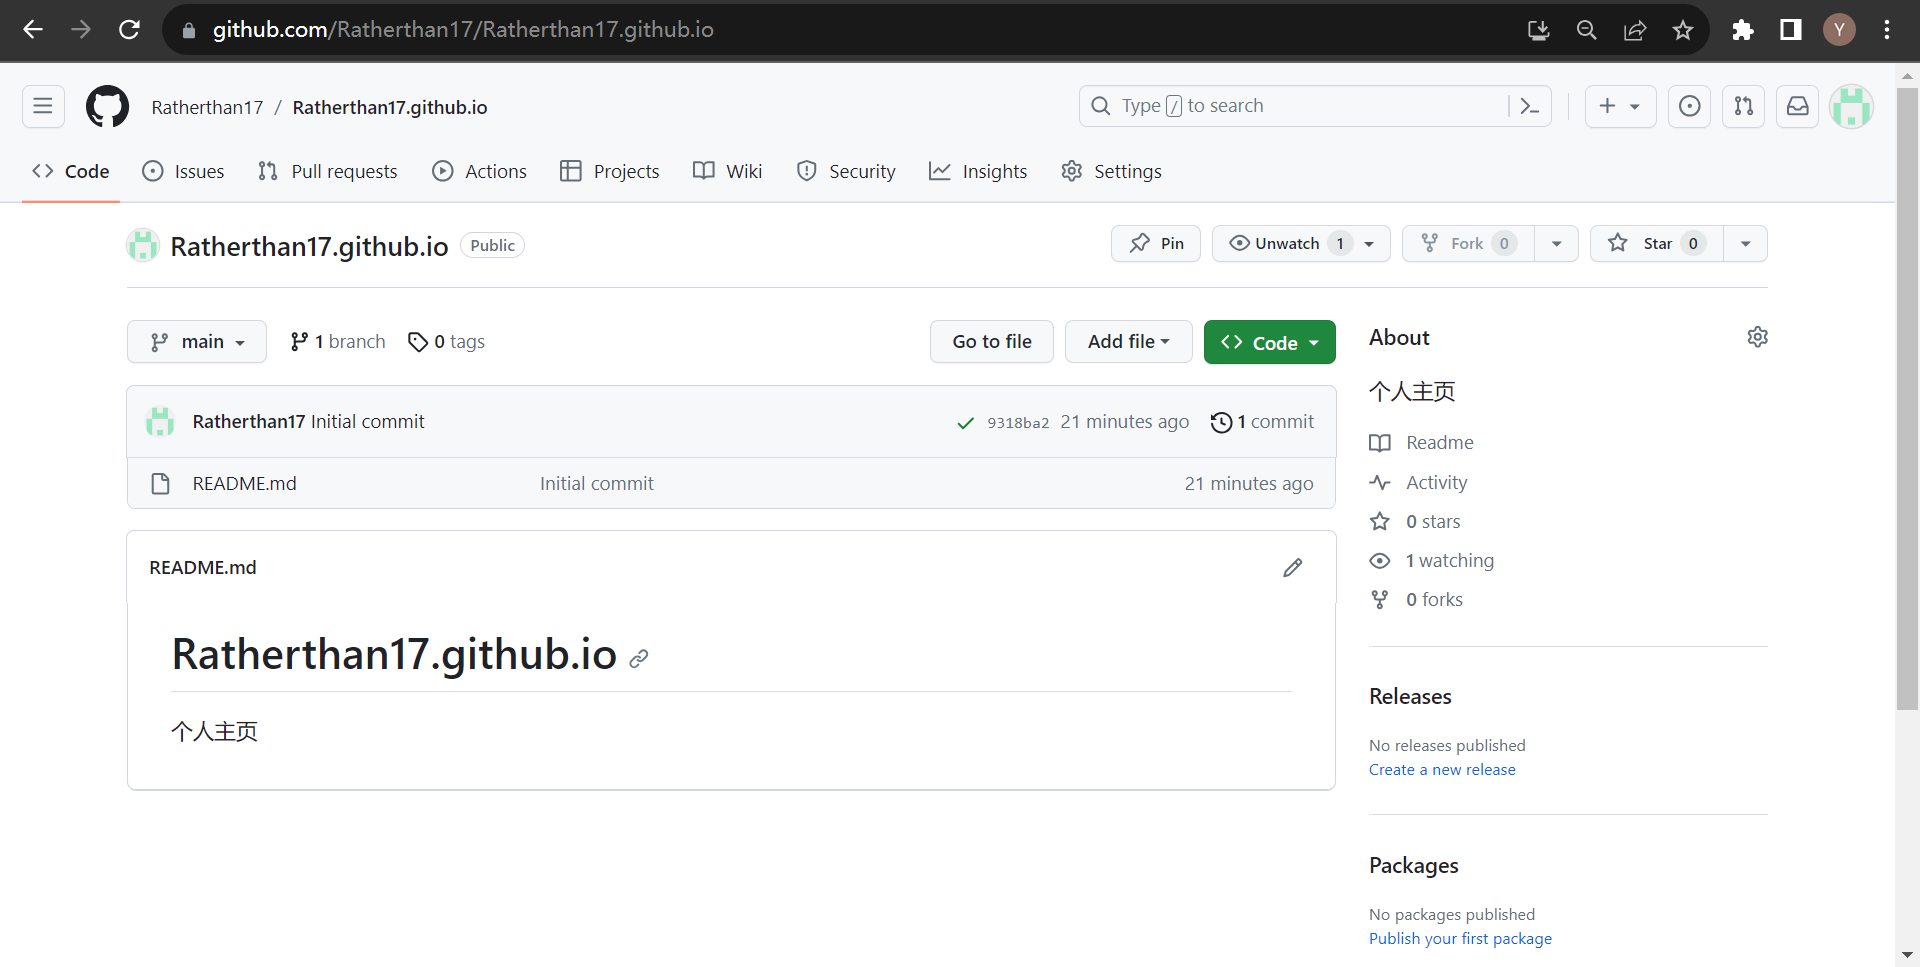 github.com/Ratherthan17/Ratherthan17.github.io
Y
Ratherthan17 / Ratherthan17.github.io
Type / to search
Code
Issues
Pull requests
Actions
Projects
Wiki
Security
Insights
Settings
Ratherthan17.github.io Public
Pin
Unwatch 1
Fork 0
Star 0
main
1 branch
0 tags
Go to file
Add file
Code
Ratherthan17 Initial commit
9318ba2 21 minutes ago
1 commit
README.md
Initial commit
21 minutes ago
README.md
Ratherthan17.github.io
个人主页
About
个人主页
Readme
Activity
0 stars
1 watching
0 forks
Releases
No releases published
Create a new release
Packages
No packages published
Publish your first package